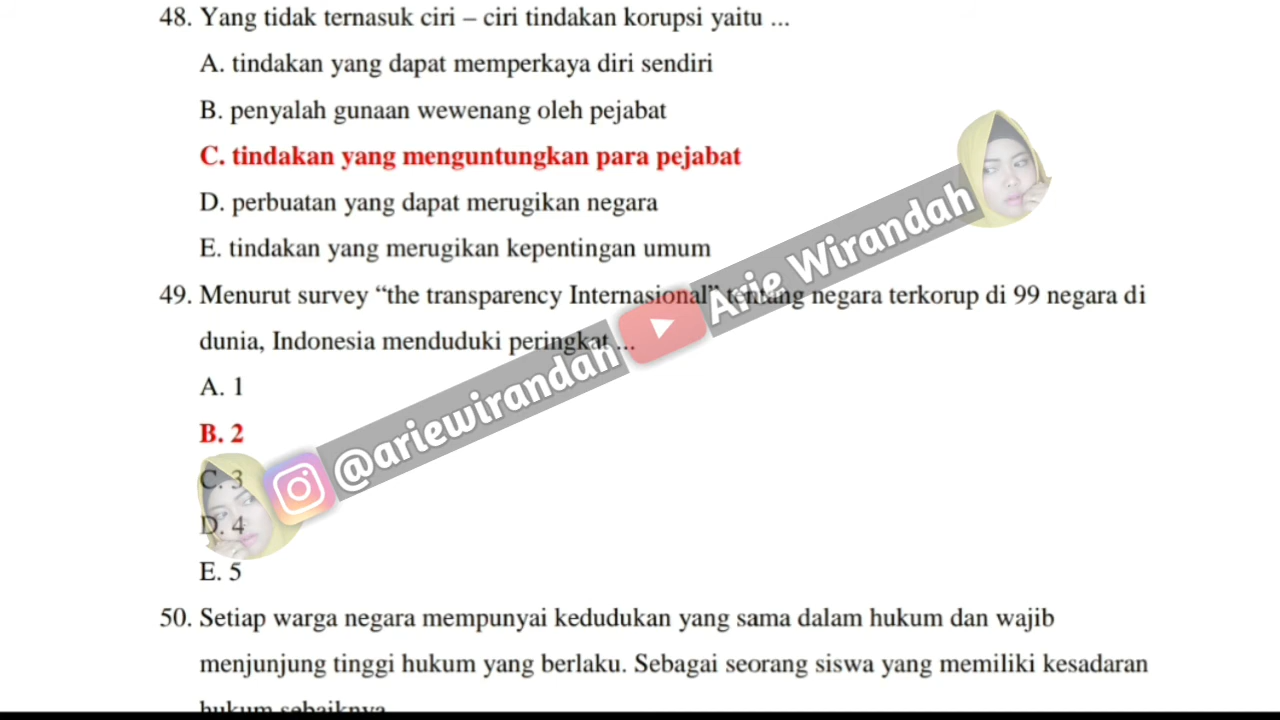 48. Yang tidak ternasuk ciri – ciri tindakan korupsi yaitu ...
A. tindakan yang dapat memperkaya diri sendiri
B. penyalah gunaan wewenang oleh pejabat
C. tindakan yang menguntungkan para pejabat
D. perbuatan yang dapat merugikan negara
E. tindakan yang merugikan kepentingan umum
49. Menurut survey “the transparency Internasional” tentang negara terkorup di 99 negara di
dunia, Indonesia menduduki peringkat ...
A. 1
B. 2
C. 3
D. 4
E. 5
50. Setiap warga negara mempunyai kedudukan yang sama dalam hukum dan wajib
menjunjung tinggi hukum yang berlaku. Sebagai seorang siswa yang memiliki kesadaran
hukum sebaiknya
@ariewirandah
Arie Wirandah